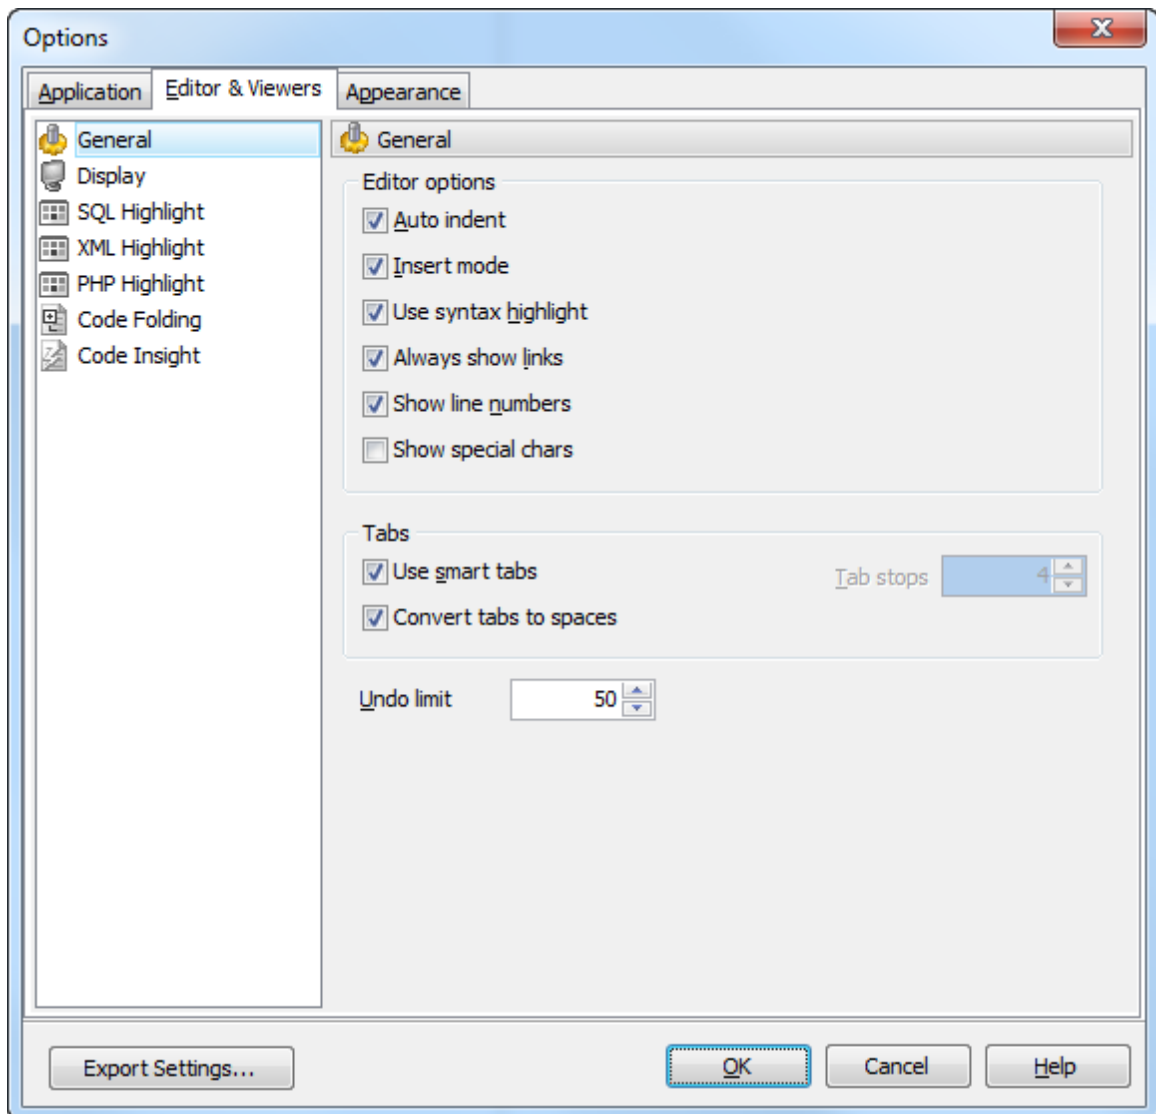 Options
Application
Editor & Viewers
Appearance
General
Display
SQL Highlight
XML Highlight
PHP Highlight
Code Folding
Code Insight
General
Editor options
Auto indent
Insert mode
Use syntax highlight
Always show links
Show line numbers
Show special chars
Tabs
Use smart tabs
Tab stops 4
Convert tabs to spaces
Undo limit 50
Export Settings...
OK
Cancel
Help